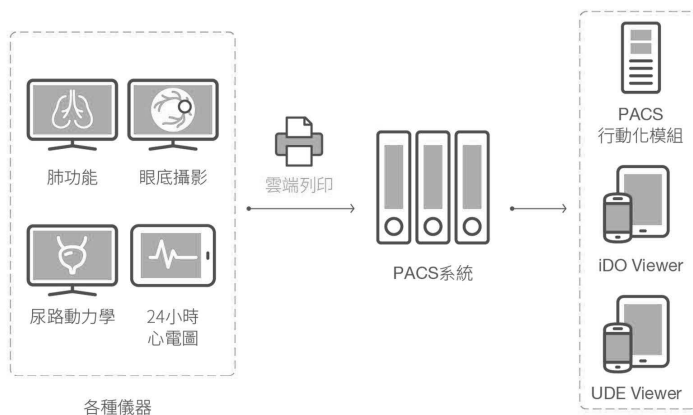 肺功能
眼底攝影
尿路動力學
24小時
心電圖
各種儀器
雲端列印
PACS系統
PACS
行動化模組
iDO Viewer
UDE Viewer